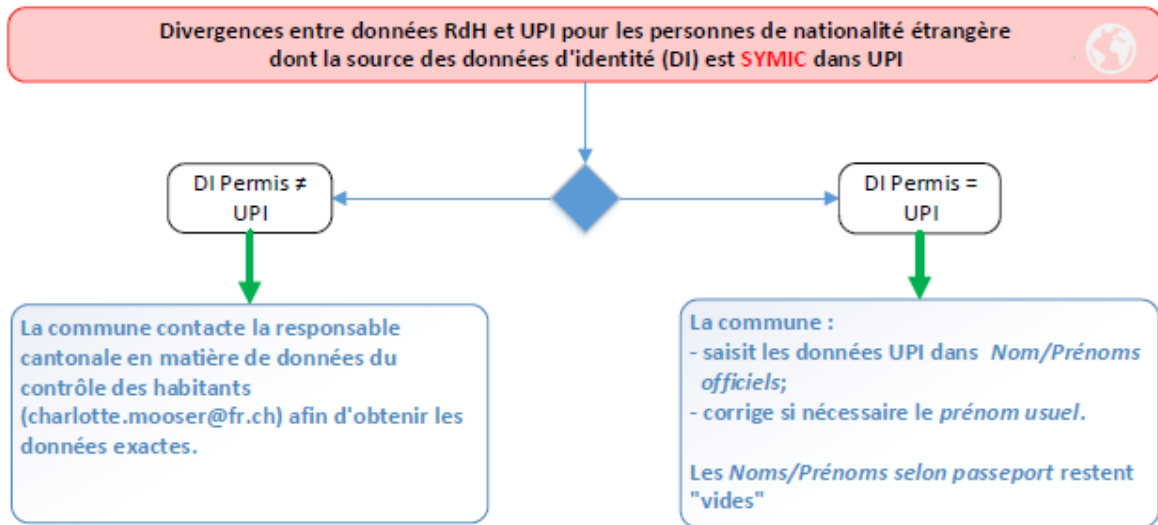 Divergences entre données RdH et UPI pour les personnes de nationalité étrangère
dont la source des données d'identité (DI) est SYMIC dans UPI
DI Permis ≠
UPI
DI Permis =
UPI
La commune contacte la responsable
cantonale en matière de données du
contrôle des habitants
(charlotte.mooser@fr.ch) afin d'obtenir les
données exactes.
La commune :
- saisit les données UPI dans Nom/Prénoms
officiels;
- corrige si nécessaire le prénom usuel.
Les Noms/Prénoms selon passeport restent
"vides"